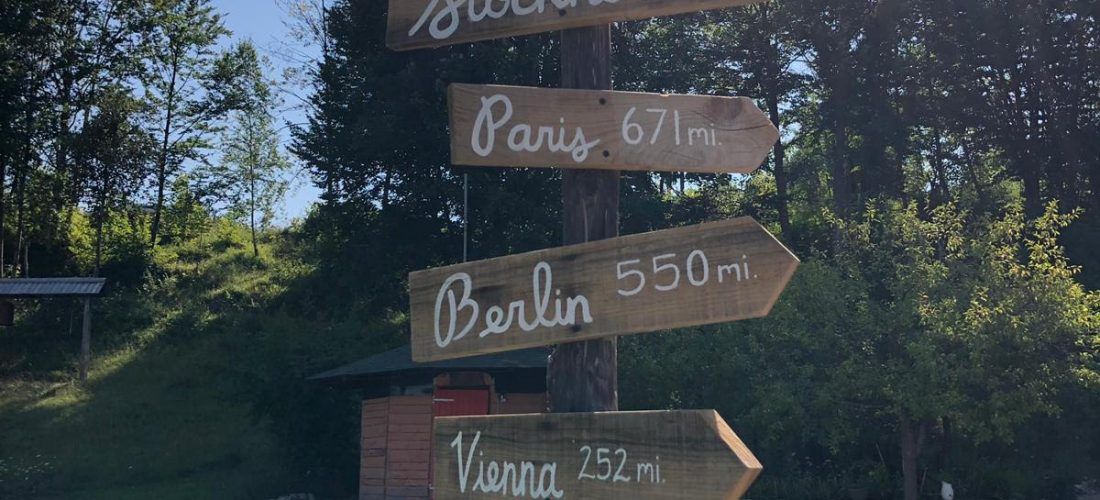 Paris 671 mi.
Berlin 550 mi.
Vienna 252 mi.